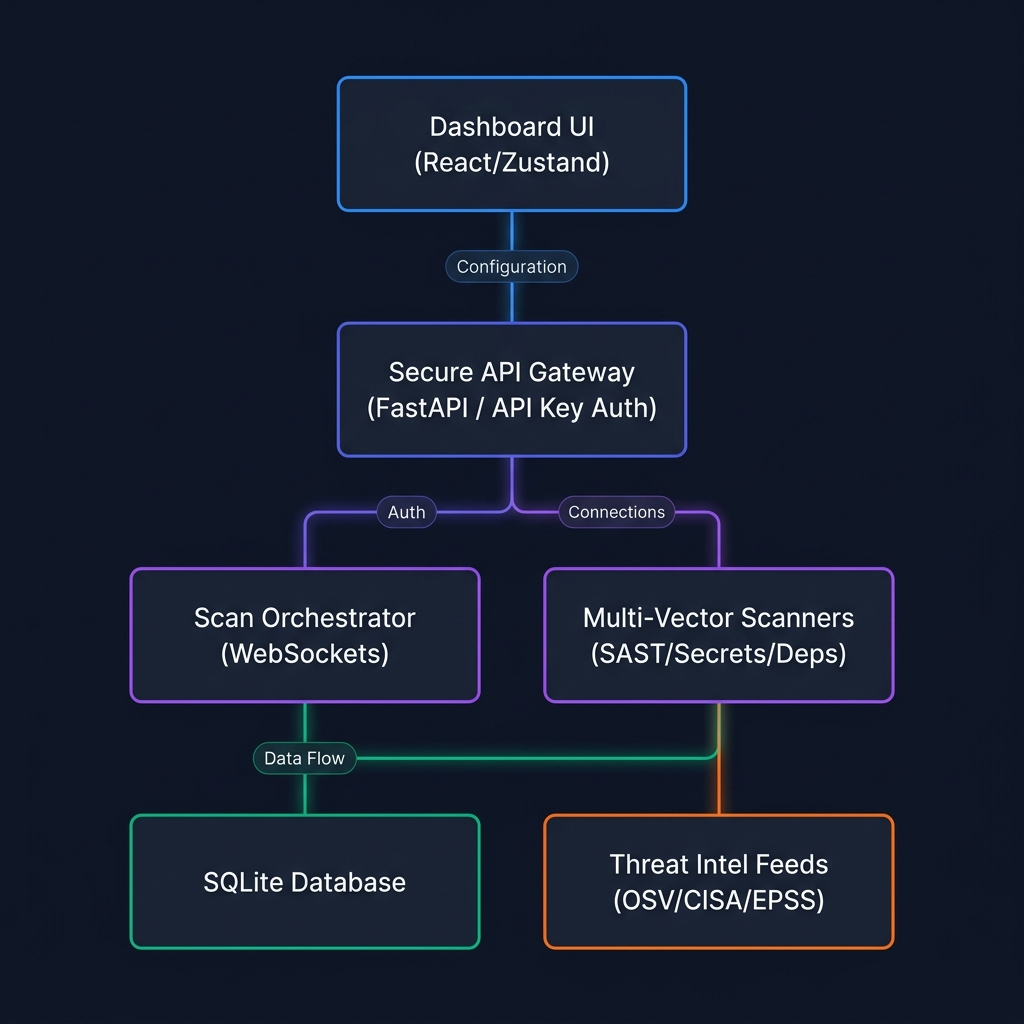 Dashboard UI
(React/Zustand)
Configuration
Secure API Gateway
(FastAPI / API Key Auth)
Auth
Connections
Scan Orchestrator
(WebSockets)
Multi-Vector Scanners
(SAST/Secrets/Deps)
Data Flow
SQLite Database
Threat Intel Feeds
(OSV/CISA/EPSS)